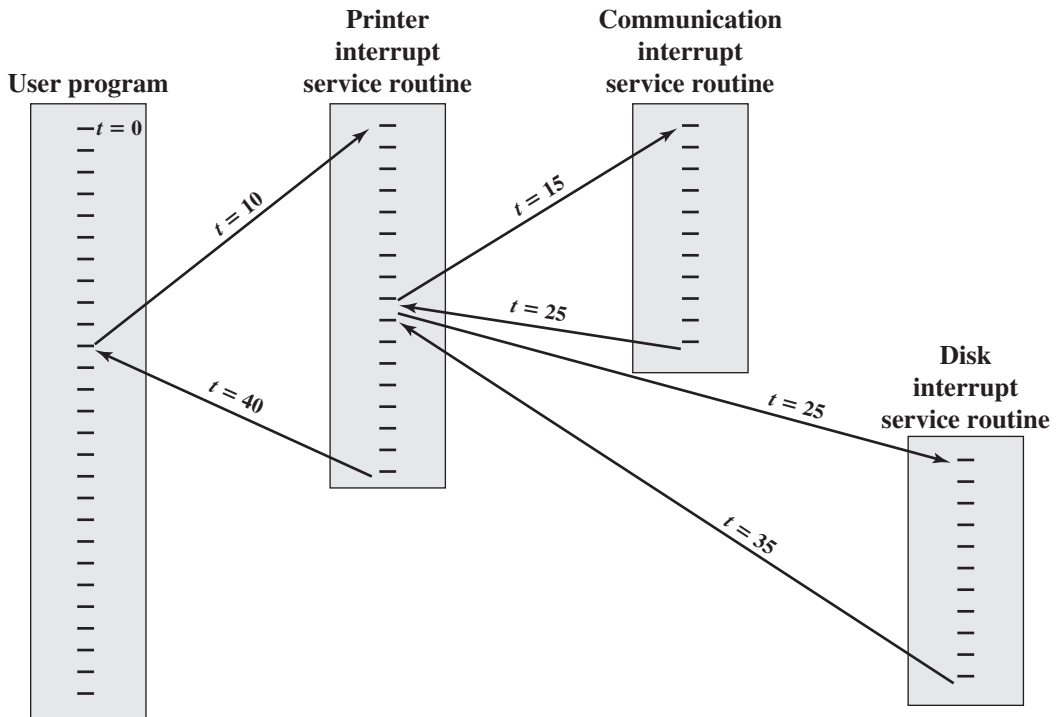 Printer
interrupt
service routine
Communication
interrupt
service routine
User program
t = 0
t = 10
t = 15
t = 25
t = 40
t = 25
t = 35
Disk
interrupt
service routine